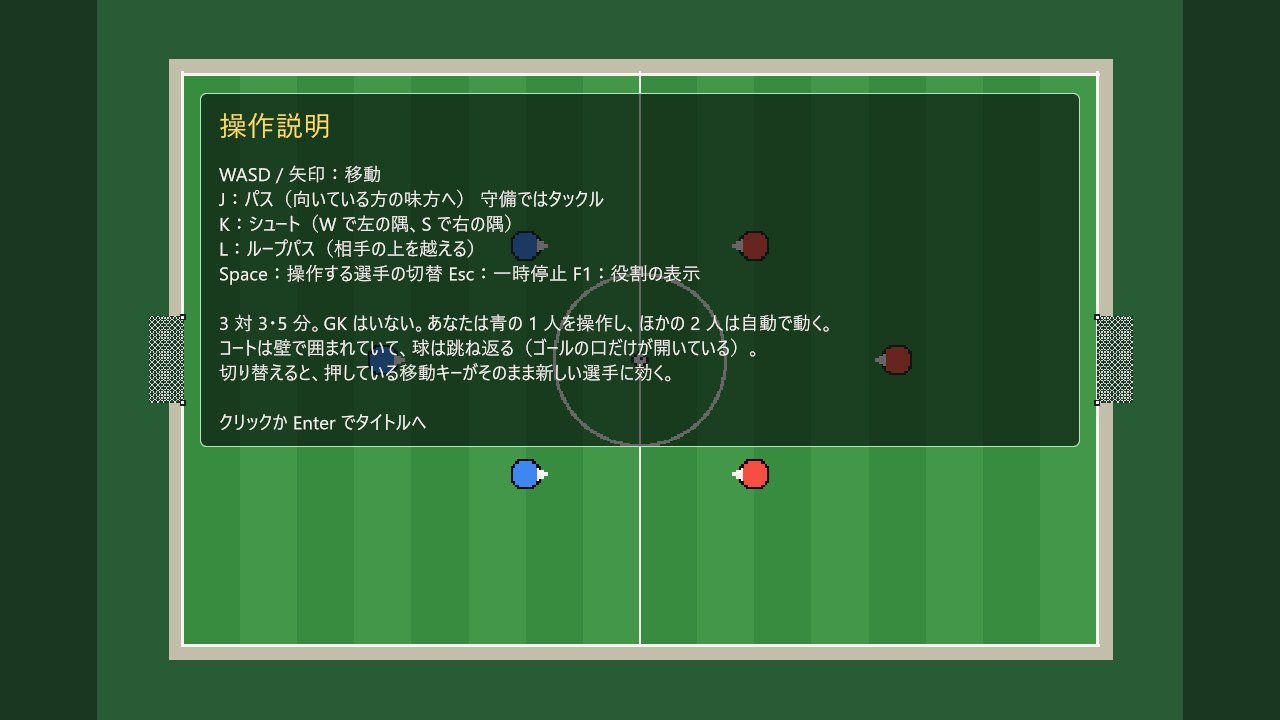 操作説明
WASD / 矢印：移動
J：パス（向いている方の味方へ） 守備ではタックル
K：シュート（W で左の隅、S で右の隅）
L：ループパス（相手の上を越える）
Space：操作する選手の切替 Esc：一時停止 F1：役割の表示
3 対 3・5 分。GK はいない。あなたは青の 1 人を操作し、ほかの 2 人は自動で動く。
コートは壁で囲まれていて、球は跳ね返る（ゴールの口だけが開いている）。
切り替えると、押している移動キーがそのまま新しい選手に効く。
クリックか Enter でタイトルへ